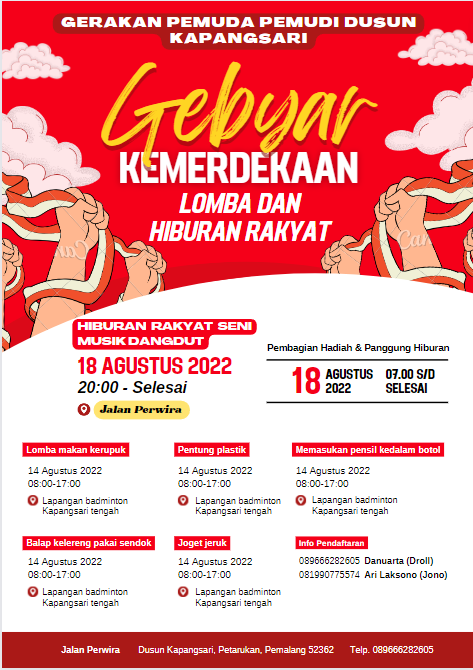 GERAKAN PEMUDA PEMUDI DUSUN
KAPANGSARI
Gebyar
KEMERDEKAAN
LOMBA DAN
HIBURAN RAKYAT
HIBURAN RAKYAT SENI
MUSIK DANGDUT
18 AGUSTUS 2022
20:00 - Selesai
Jalan Perwira
Pembagian Hadiah & Panggung Hiburan
18 AGUSTUS 2022
07.00 S/D SELESAI
Lomba makan kerupuk
14 Agustus 2022
08:00-17:00
Lapangan badminton
Kapangsari tengah
Pentung plastik
14 Agustus 2022
08:00-17:00
Lapangan badminton
Kapangsari tengah
Memasukan pensil kedalam botol
14 Agustus 2022
08:00-17:00
Lapangan badminton
Kapangsari tengah
Balap kelereng pakai sendok
14 Agustus 2022
08:00-17:00
Lapangan badminton
Kapangsari tengah
Joget jeruk
14 Agustus 2022
08:00-17:00
Lapangan badminton
Kapangsari tengah
Info Pendaftaran
089666282605 Danuarta (Droll)
081990775574 Ari Laksono (Jono)
Jalan Perwira Dusun Kapangsari, Petarukan, Pemalang 52362 Telp. 089666282605